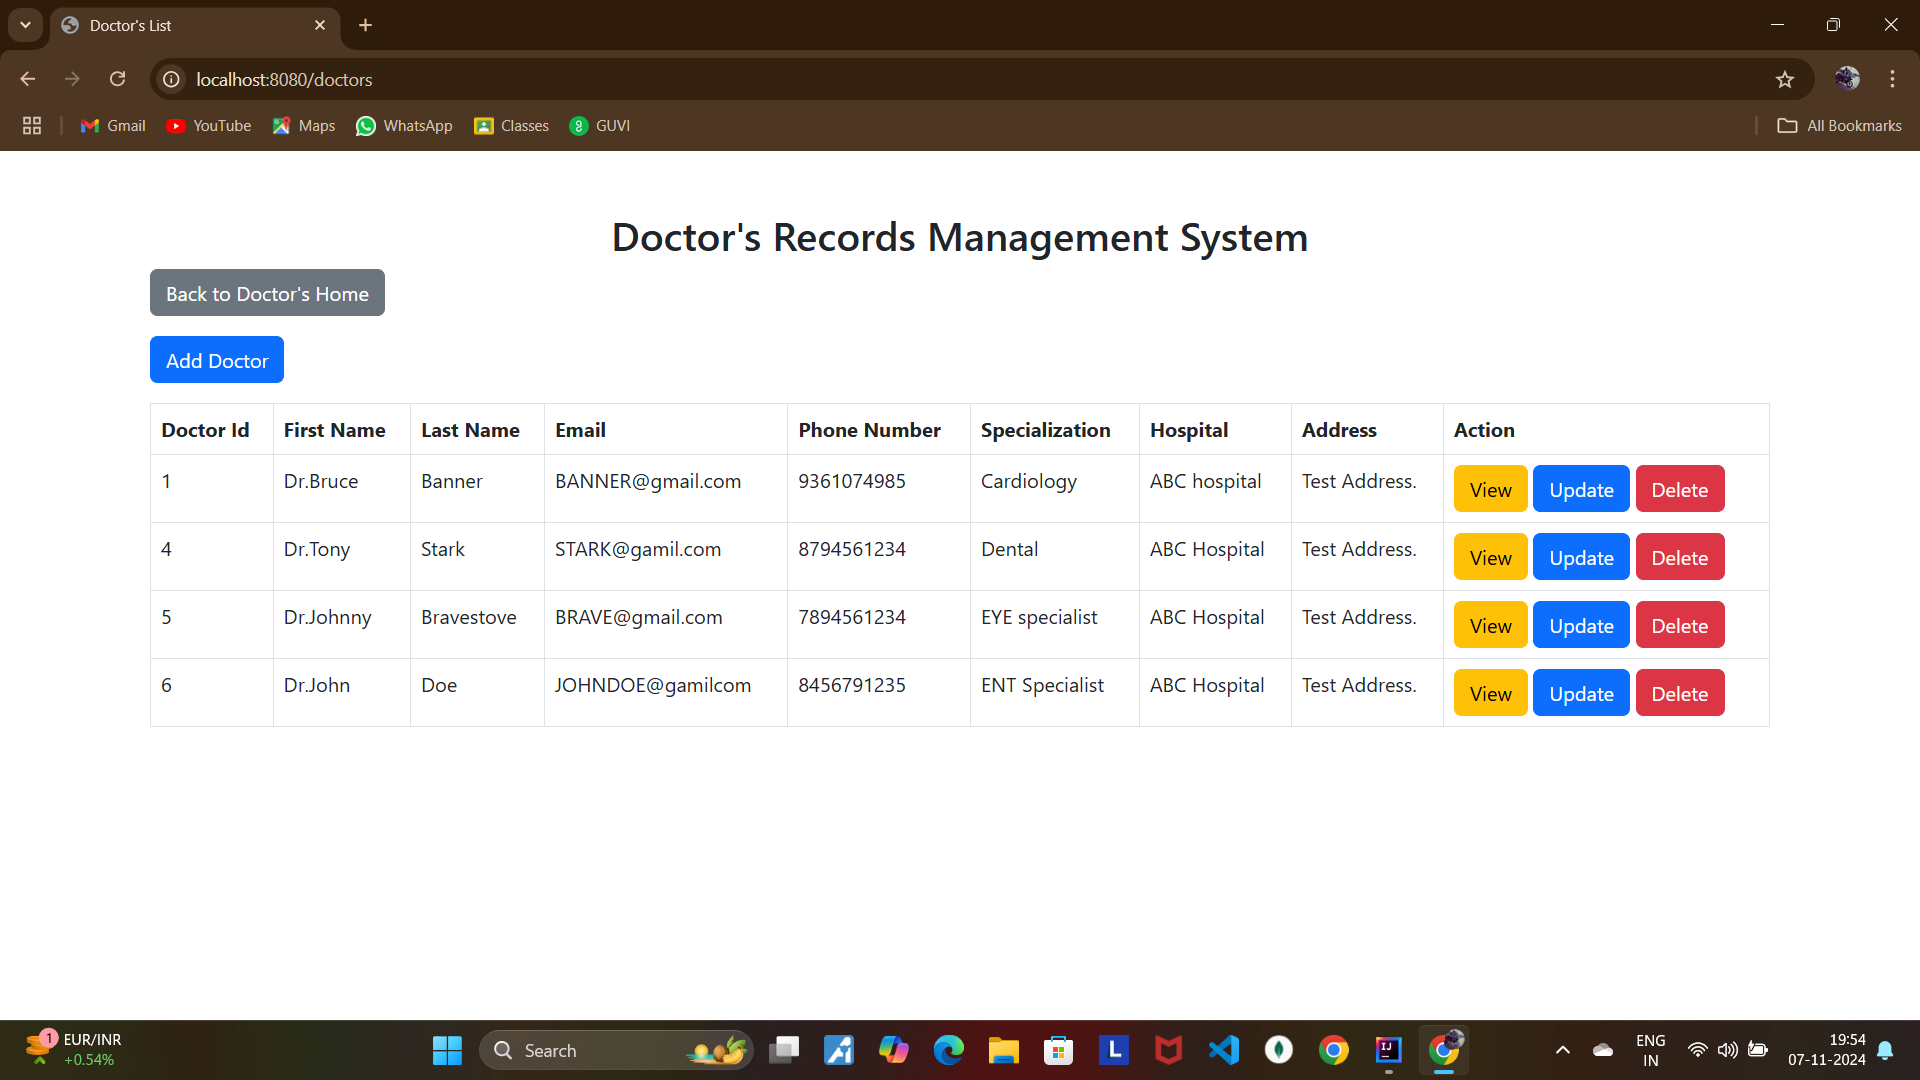 Doctor's List
localhost:8080/doctors
Gmail YouTube Maps WhatsApp Classes GUVI All Bookmarks
Doctor's Records Management System
Back to Doctor's Home
Add Doctor
Doctor Id First Name Last Name Email Phone Number Specialization Hospital Address Action
1 Dr.Bruce Banner BANNER@gmail.com 9361074985 Cardiology ABC hospital Test Address. View Update Delete
4 Dr.Tony Stark STARK@gamil.com 8794561234 Dental ABC Hospital Test Address. View Update Delete
5 Dr.Johnny Bravestove BRAVE@gmail.com 7894561234 EYE specialist ABC Hospital Test Address. View Update Delete
6 Dr.John Doe JOHNDOE@gamilcom 8456791235 ENT Specialist ABC Hospital Test Address. View Update Delete
1 EUR/INR
+0.54%
Search
L
IJ
ENG
IN
19:54
07-11-2024